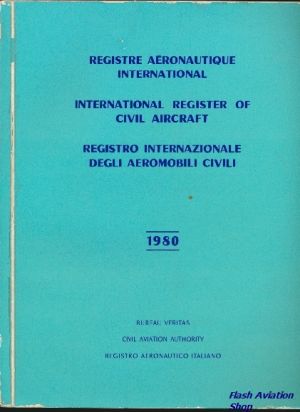 REGISTRE AÉRONAUTIQUE
INTERNATIONAL
INTERNATIONAL REGISTER OF
CIVIL AIRCRAFT
REGISTRO INTERNAZIONALE
DEGLI AEROMOBILI CIVILI
1980
BUREAU VERITAS
CIVIL AVIATION AUTHORITY
REGISTRO AERONAUTICO ITALIANO
Flash Aviation
Shop